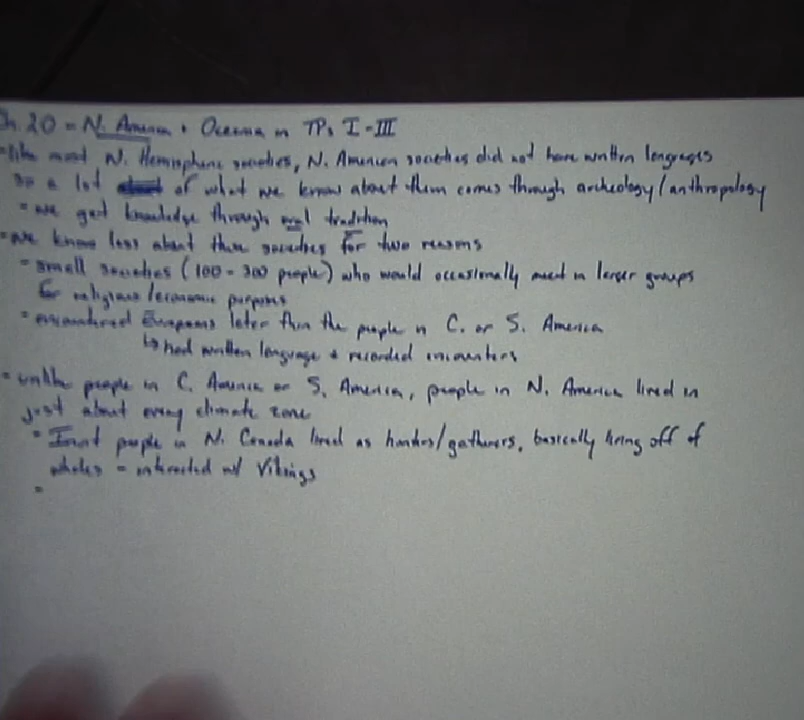 Ch. 20 - N. America + Oceania in TPs I-III
- like most N. Hemisphere societies, N. American societies did not have written languages
so a lot of what we know about them comes through archeology/anthropology
- we get knowledge through oral tradition
- we know less about these societies for two reasons
- small societies (100-300 people) who would occasionally meet in larger groups
for religious/economic purposes
- encountered Europeans later than the people in C. or S. America
↳ had written language + recorded encounters
- unlike people in C. America or S. America, people in N. America lived in
just about every climate zone
- Inuit people in N. Canada lived as hunters/gatherers, basically living off of
whales - interacted w/ Vikings
-